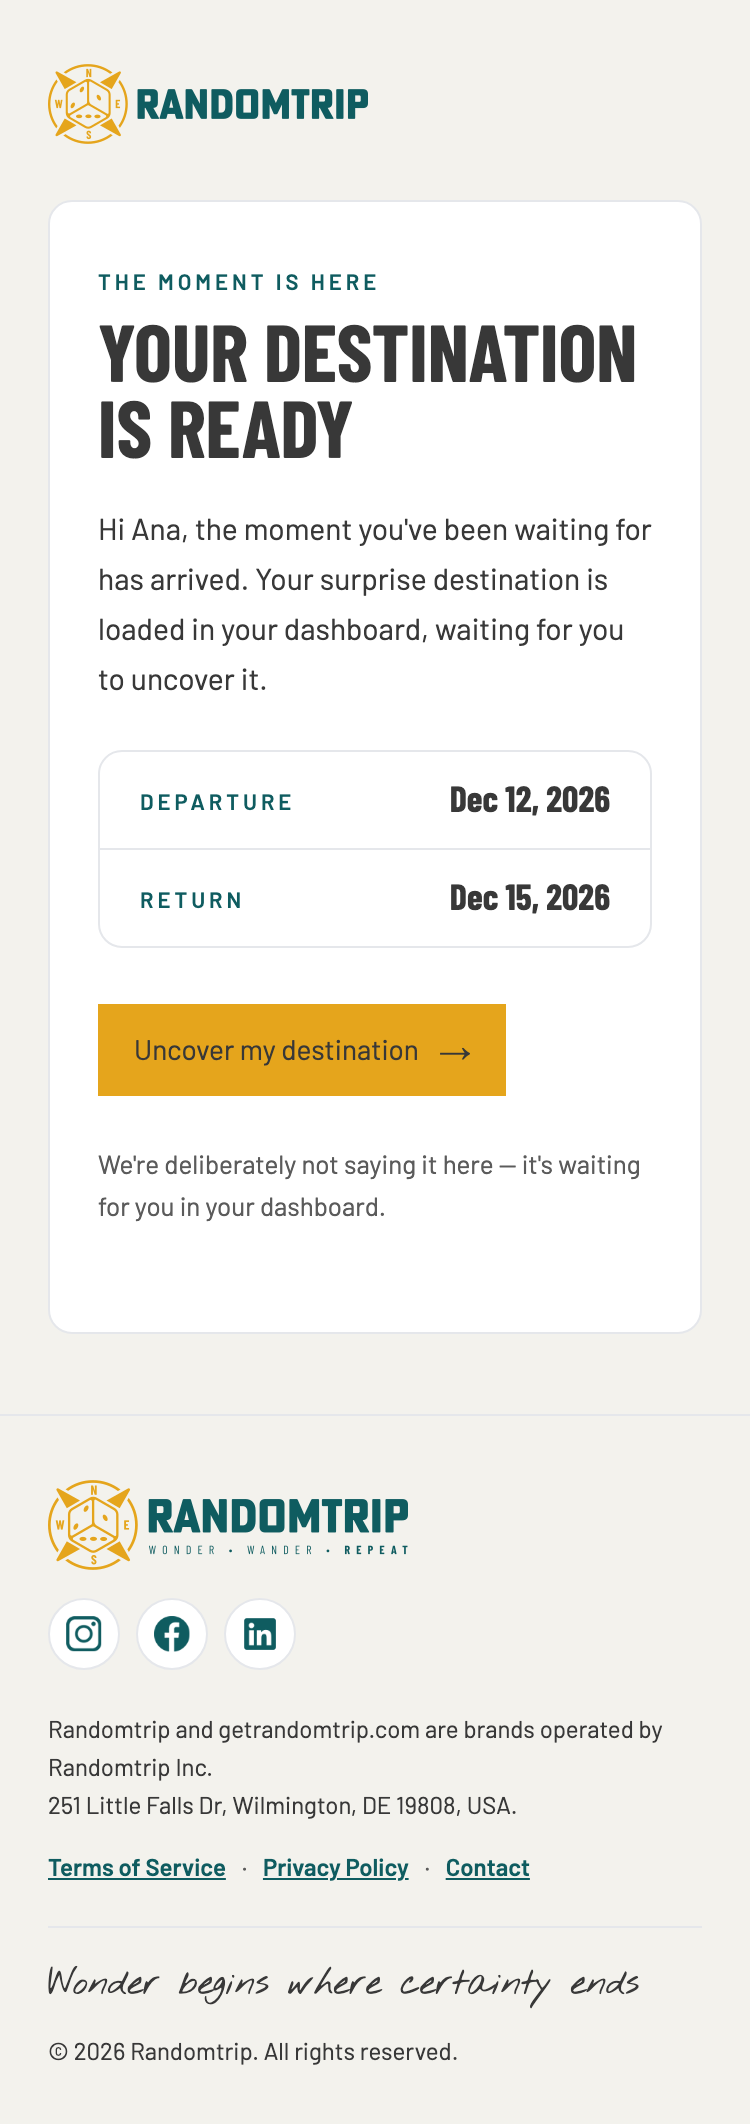 N
W
E
S
RANDOMTRIP
THE MOMENT IS HERE
YOUR DESTINATION
IS READY
Hi Ana, the moment you've been waiting for
has arrived. Your surprise destination is
loaded in your dashboard, waiting for you
to uncover it.
DEPARTURE Dec 12, 2026
RETURN Dec 15, 2026
Uncover my destination →
We're deliberately not saying it here — it's waiting
for you in your dashboard.
N
W
E
S
RANDOMTRIP
WONDER • WANDER • REPEAT
in
Randomtrip and getrandomtrip.com are brands operated by
Randomtrip Inc.
251 Little Falls Dr, Wilmington, DE 19808, USA.
Terms of Service · Privacy Policy · Contact
Wonder begins where certainty ends
© 2026 Randomtrip. All rights reserved.